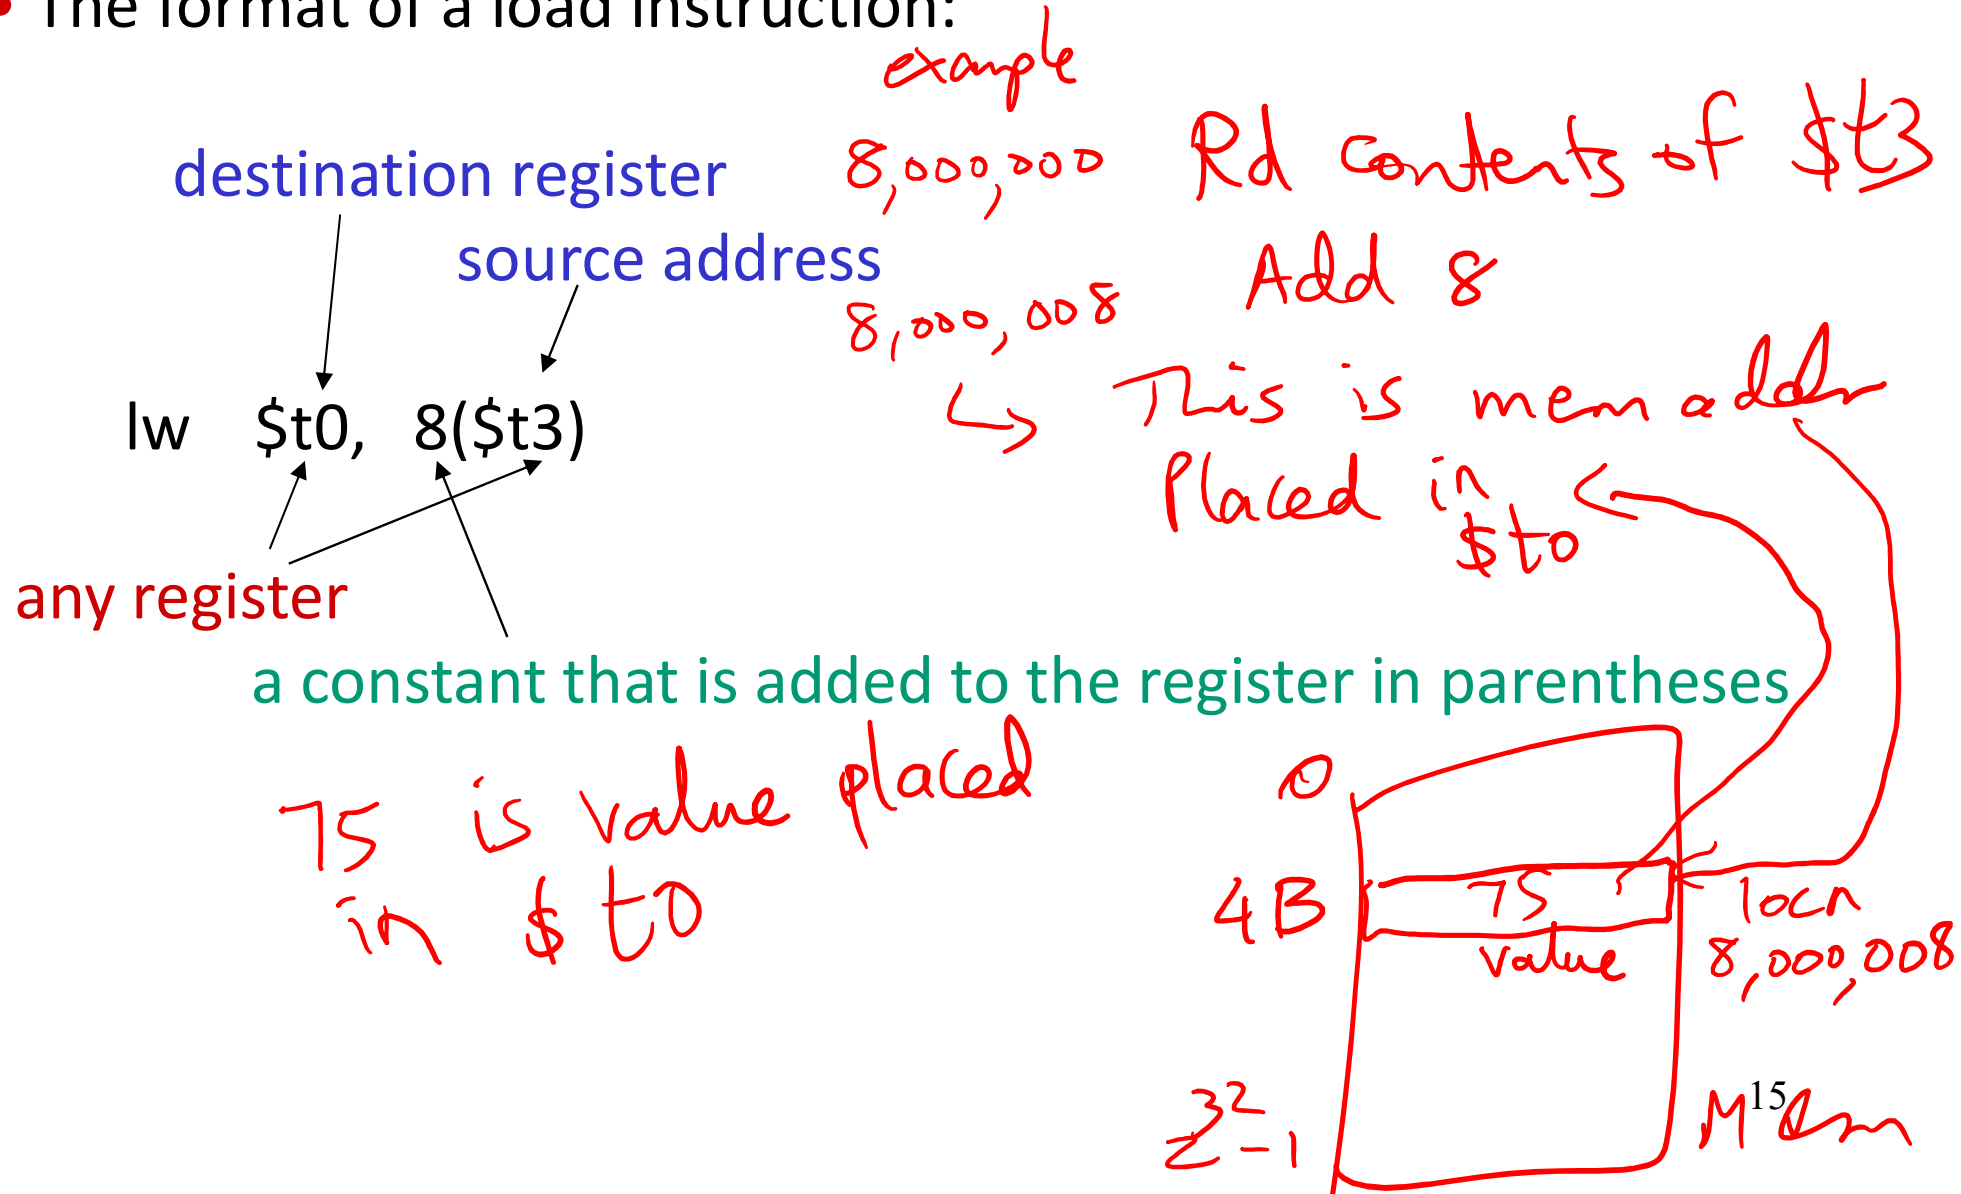 • The format of a load instruction:
example
destination register
8,000,000 Rd contents of $t3
source address
Add 8
8,000,008
lw $t0, 8($t3)
↳ This is mem addr
Placed in
$t0
any register
a constant that is added to the register in parentheses
75 is value placed
in $t0
0
4B 75 locn
value 8,000,008
2^32-1 Mem
15